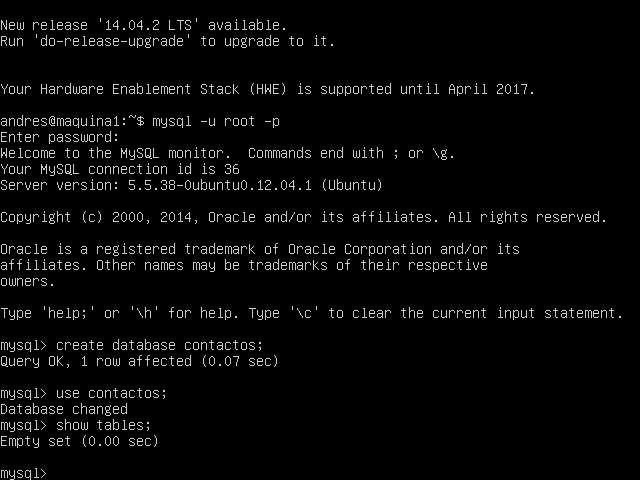 New release '14.04.2 LTS' available.
Run 'do-release-upgrade' to upgrade to it.
Your Hardware Enablement Stack (HWE) is supported until April 2017.
andres@maquina1:~$ mysql -u root -p
Enter password:
Welcome to the MySQL monitor.  Commands end with ; or \g.
Your MySQL connection id is 36
Server version: 5.5.38-0ubuntu0.12.04.1 (Ubuntu)
Copyright (c) 2000, 2014, Oracle and/or its affiliates. All rights reserved.
Oracle is a registered trademark of Oracle Corporation and/or its
affiliates. Other names may be trademarks of their respective
owners.
Type 'help;' or '\h' for help. Type '\c' to clear the current input statement.
mysql> create database contactos;
Query OK, 1 row affected (0.07 sec)
mysql> use contactos;
Database changed
mysql> show tables;
Empty set (0.00 sec)
mysql>